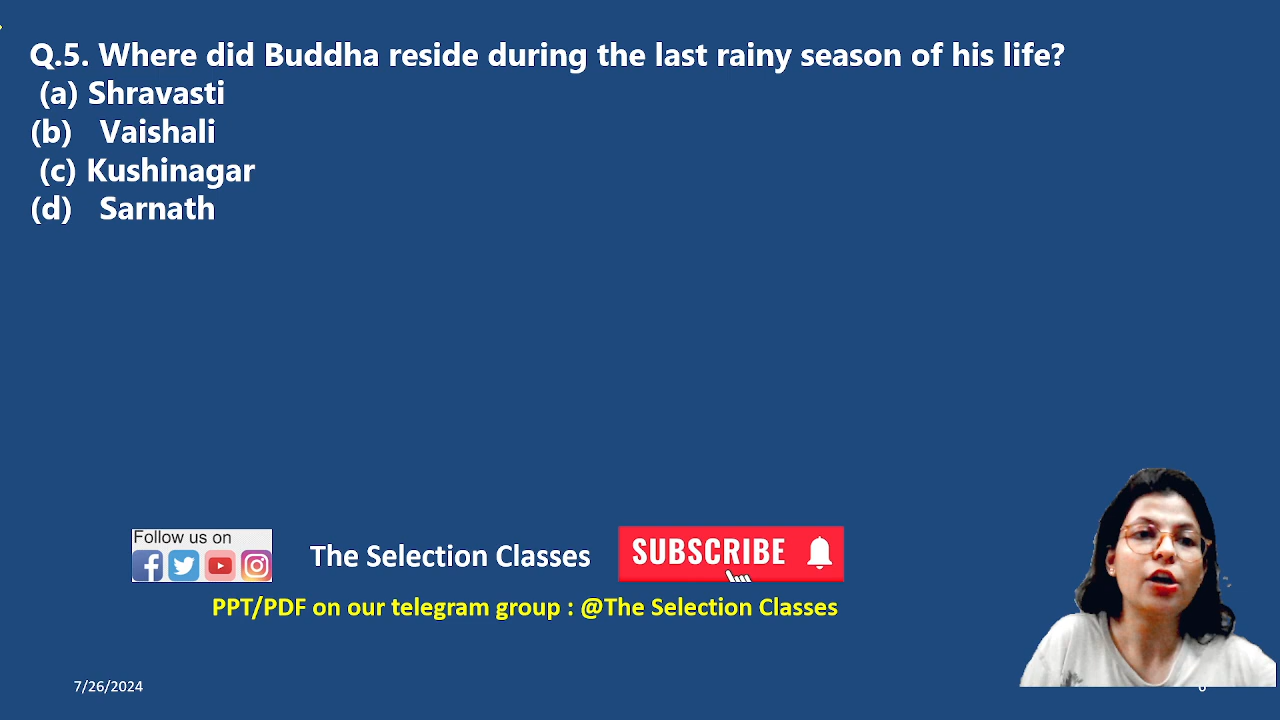 Q.5. Where did Buddha reside during the last rainy season of his life?
(a) Shravasti
(b) Vaishali
(c) Kushinagar
(d) Sarnath
Follow us on
The Selection Classes
SUBSCRIBE
PPT/PDF on our telegram group : @The Selection Classes
7/26/2024